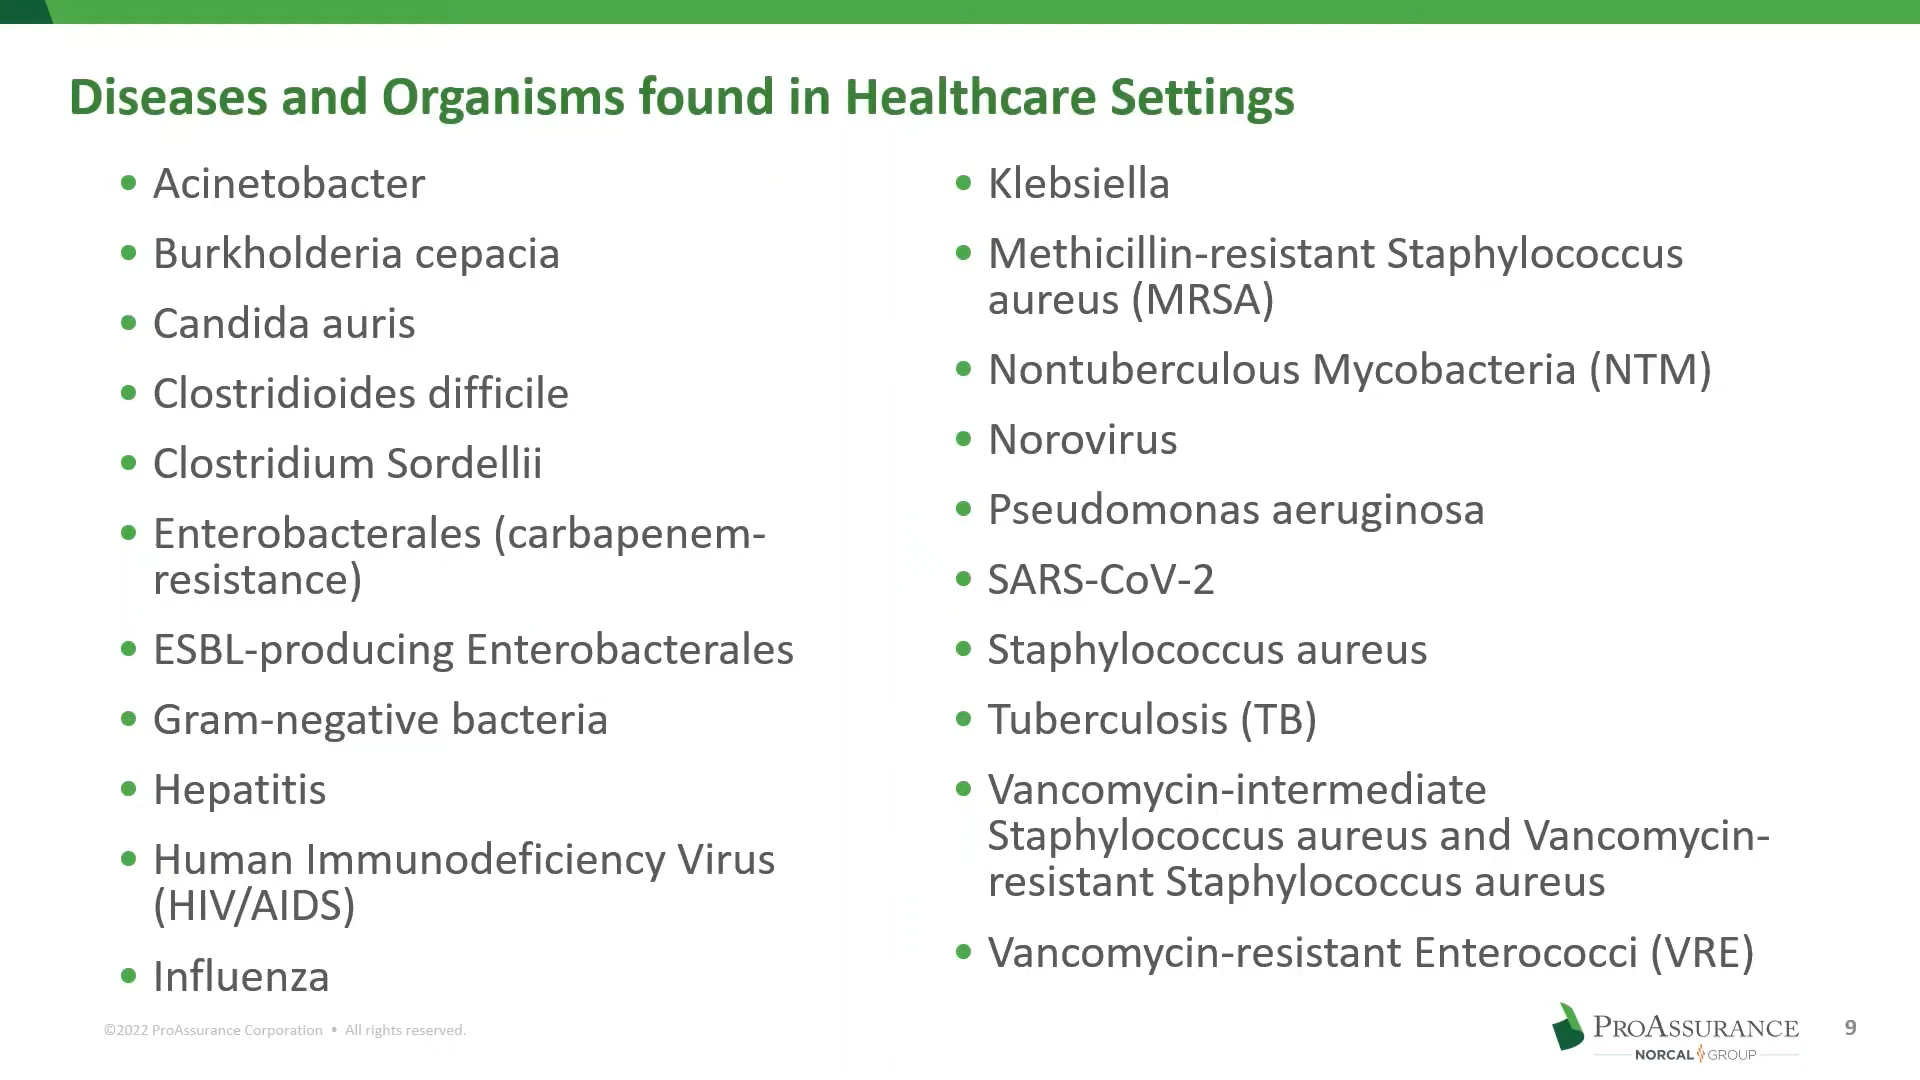 Diseases and Organisms found in Healthcare Settings
• Acinetobacter
• Burkholderia cepacia
• Candida auris
• Clostridioides difficile
• Clostridium Sordellii
• Enterobacterales (carbapenem-
resistance)
• ESBL-producing Enterobacterales
• Gram-negative bacteria
• Hepatitis
• Human Immunodeficiency Virus
(HIV/AIDS)
• Influenza
• Klebsiella
• Methicillin-resistant Staphylococcus
aureus (MRSA)
• Nontuberculous Mycobacteria (NTM)
• Norovirus
• Pseudomonas aeruginosa
• SARS-CoV-2
• Staphylococcus aureus
• Tuberculosis (TB)
• Vancomycin-intermediate
Staphylococcus aureus and Vancomycin-
resistant Staphylococcus aureus
• Vancomycin-resistant Enterococci (VRE)
©2022 ProAssurance Corporation • All rights reserved.
PROASSURANCE
NORCAL GROUP
9